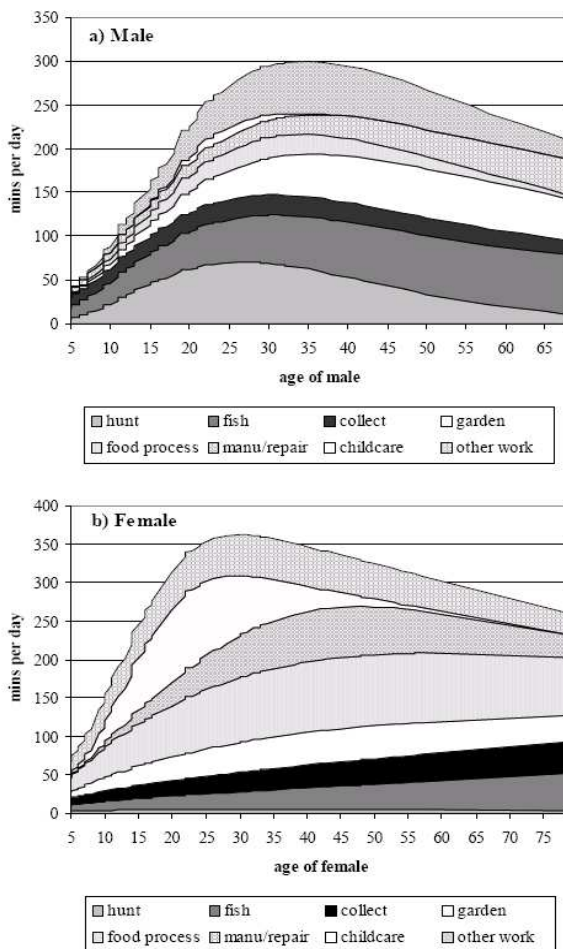 a) Male
350
300
250
200
150
100
50
0
mins per day
5 10 15 20 25 30 35 40 45 50 55 60 65
age of male
hunt fish collect garden
food process manu/repair childcare other work
b) Female
400
350
300
250
200
150
100
50
0
mins per day
5 10 15 20 25 30 35 40 45 50 55 60 65 70 75
age of female
hunt fish collect garden
food process manu/repair childcare other work